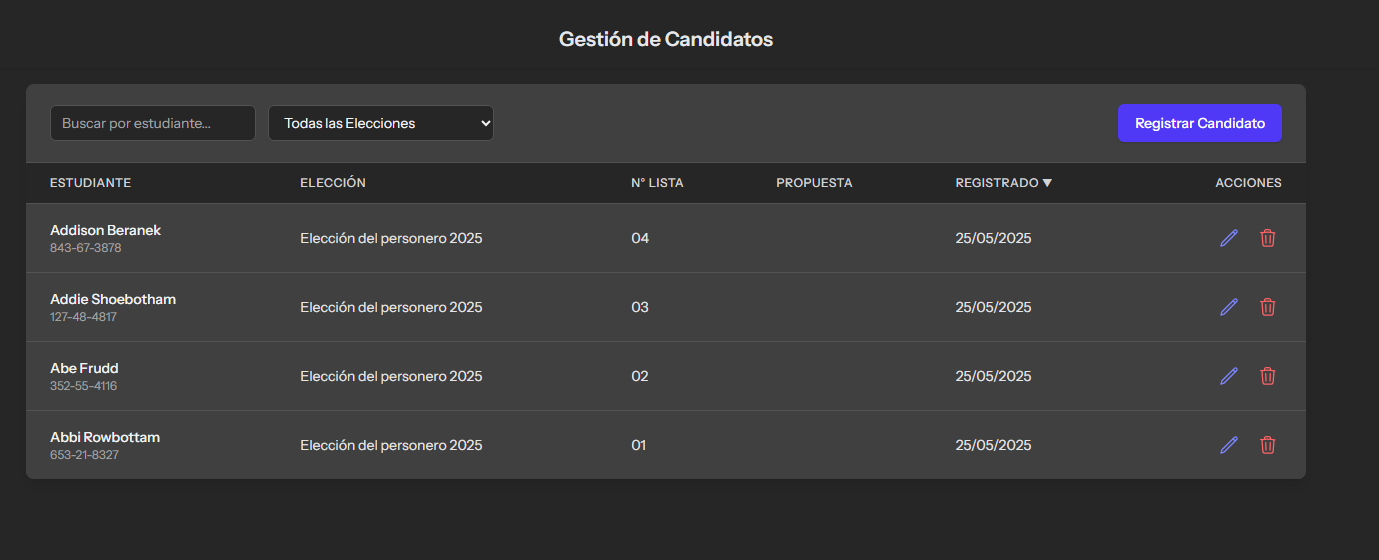 Gestión de Candidatos
Buscar por estudiante...
Todas las Elecciones
Registrar Candidato
ESTUDIANTE ELECCIÓN N° LISTA PROPUESTA REGISTRADO ▼ ACCIONES
Addison Beranek
843-67-3878
Elección del personero 2025 04 25/05/2025
Addie Shoebotham
127-48-4817
Elección del personero 2025 03 25/05/2025
Abe Frudd
352-55-4116
Elección del personero 2025 02 25/05/2025
Abbi Rowbottam
653-21-8327
Elección del personero 2025 01 25/05/2025